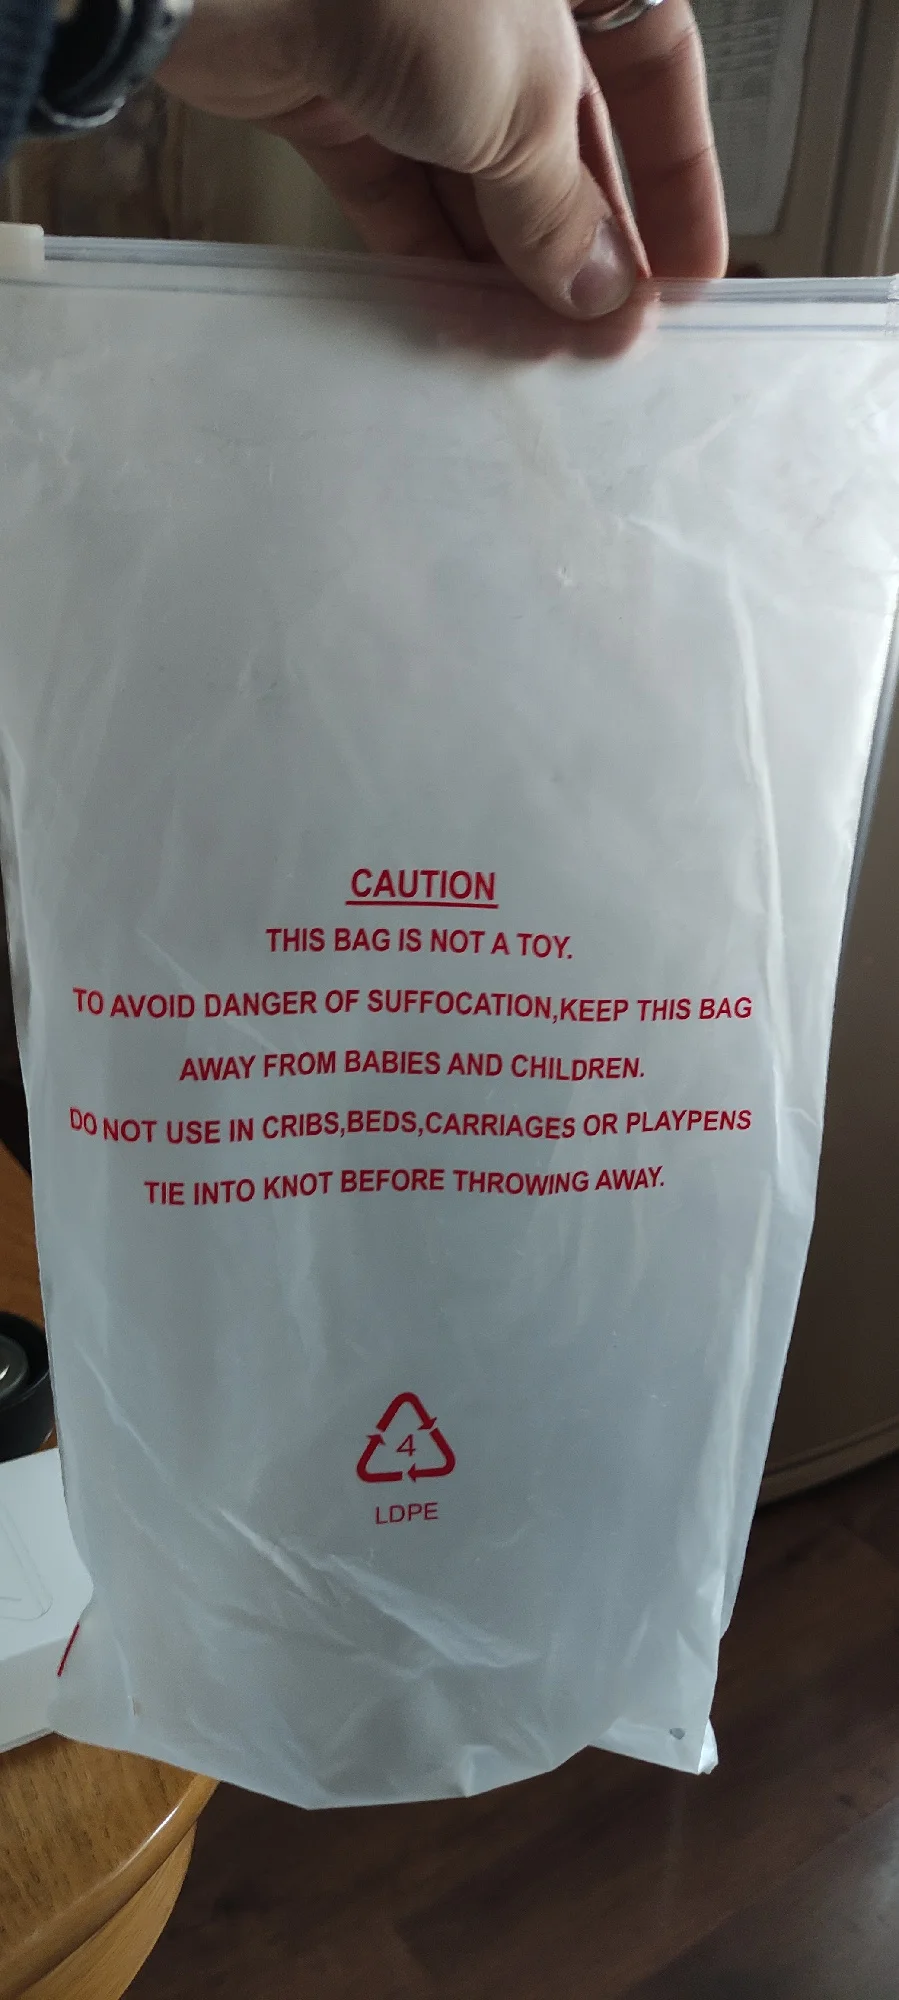 CAUTION
THIS BAG IS NOT A TOY.
TO AVOID DANGER OF SUFFOCATION,KEEP THIS BAG
AWAY FROM BABIES AND CHILDREN.
DO NOT USE IN CRIBS,BEDS,CARRIAGES OR PLAYPENS
TIE INTO KNOT BEFORE THROWING AWAY.
4
LDPE